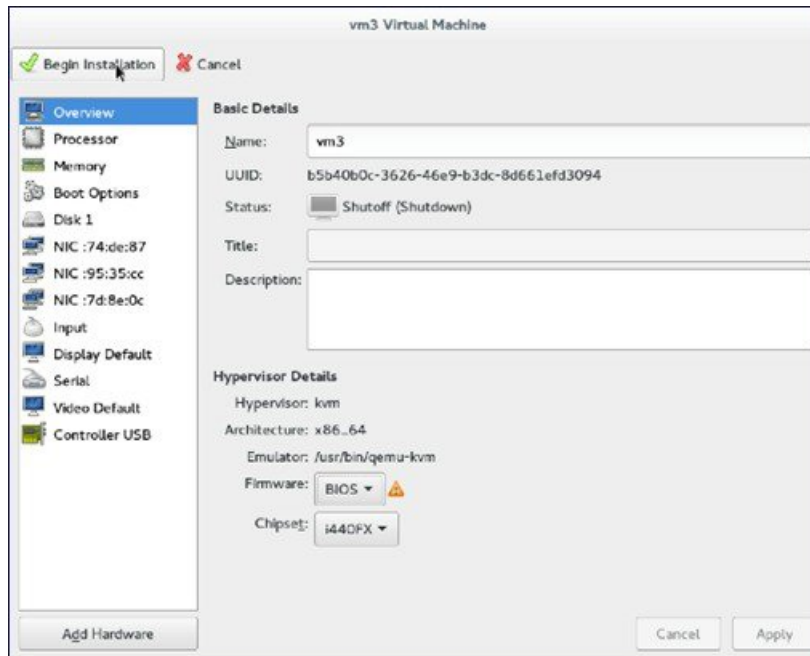 vm3 Virtual Machine
Begin Installation Cancel
Overview
Processor
Memory
Boot Options
Disk 1
NIC :74:de:87
NIC :95:35:cc
NIC :7d:8e:0c
Input
Display Default
Serial
Video Default
Controller USB
Add Hardware
Basic Details
Name: vm3
UUID: b5b40b0c-3626-46e9-b3dc-8d661efd3094
Status: Shutoff (Shutdown)
Title:
Description:
Hypervisor Details
Hypervisor: kvm
Architecture: x86_64
Emulator: /usr/bin/qemu-kvm
Firmware: BIOS
Chipset: i440FX
Cancel Apply